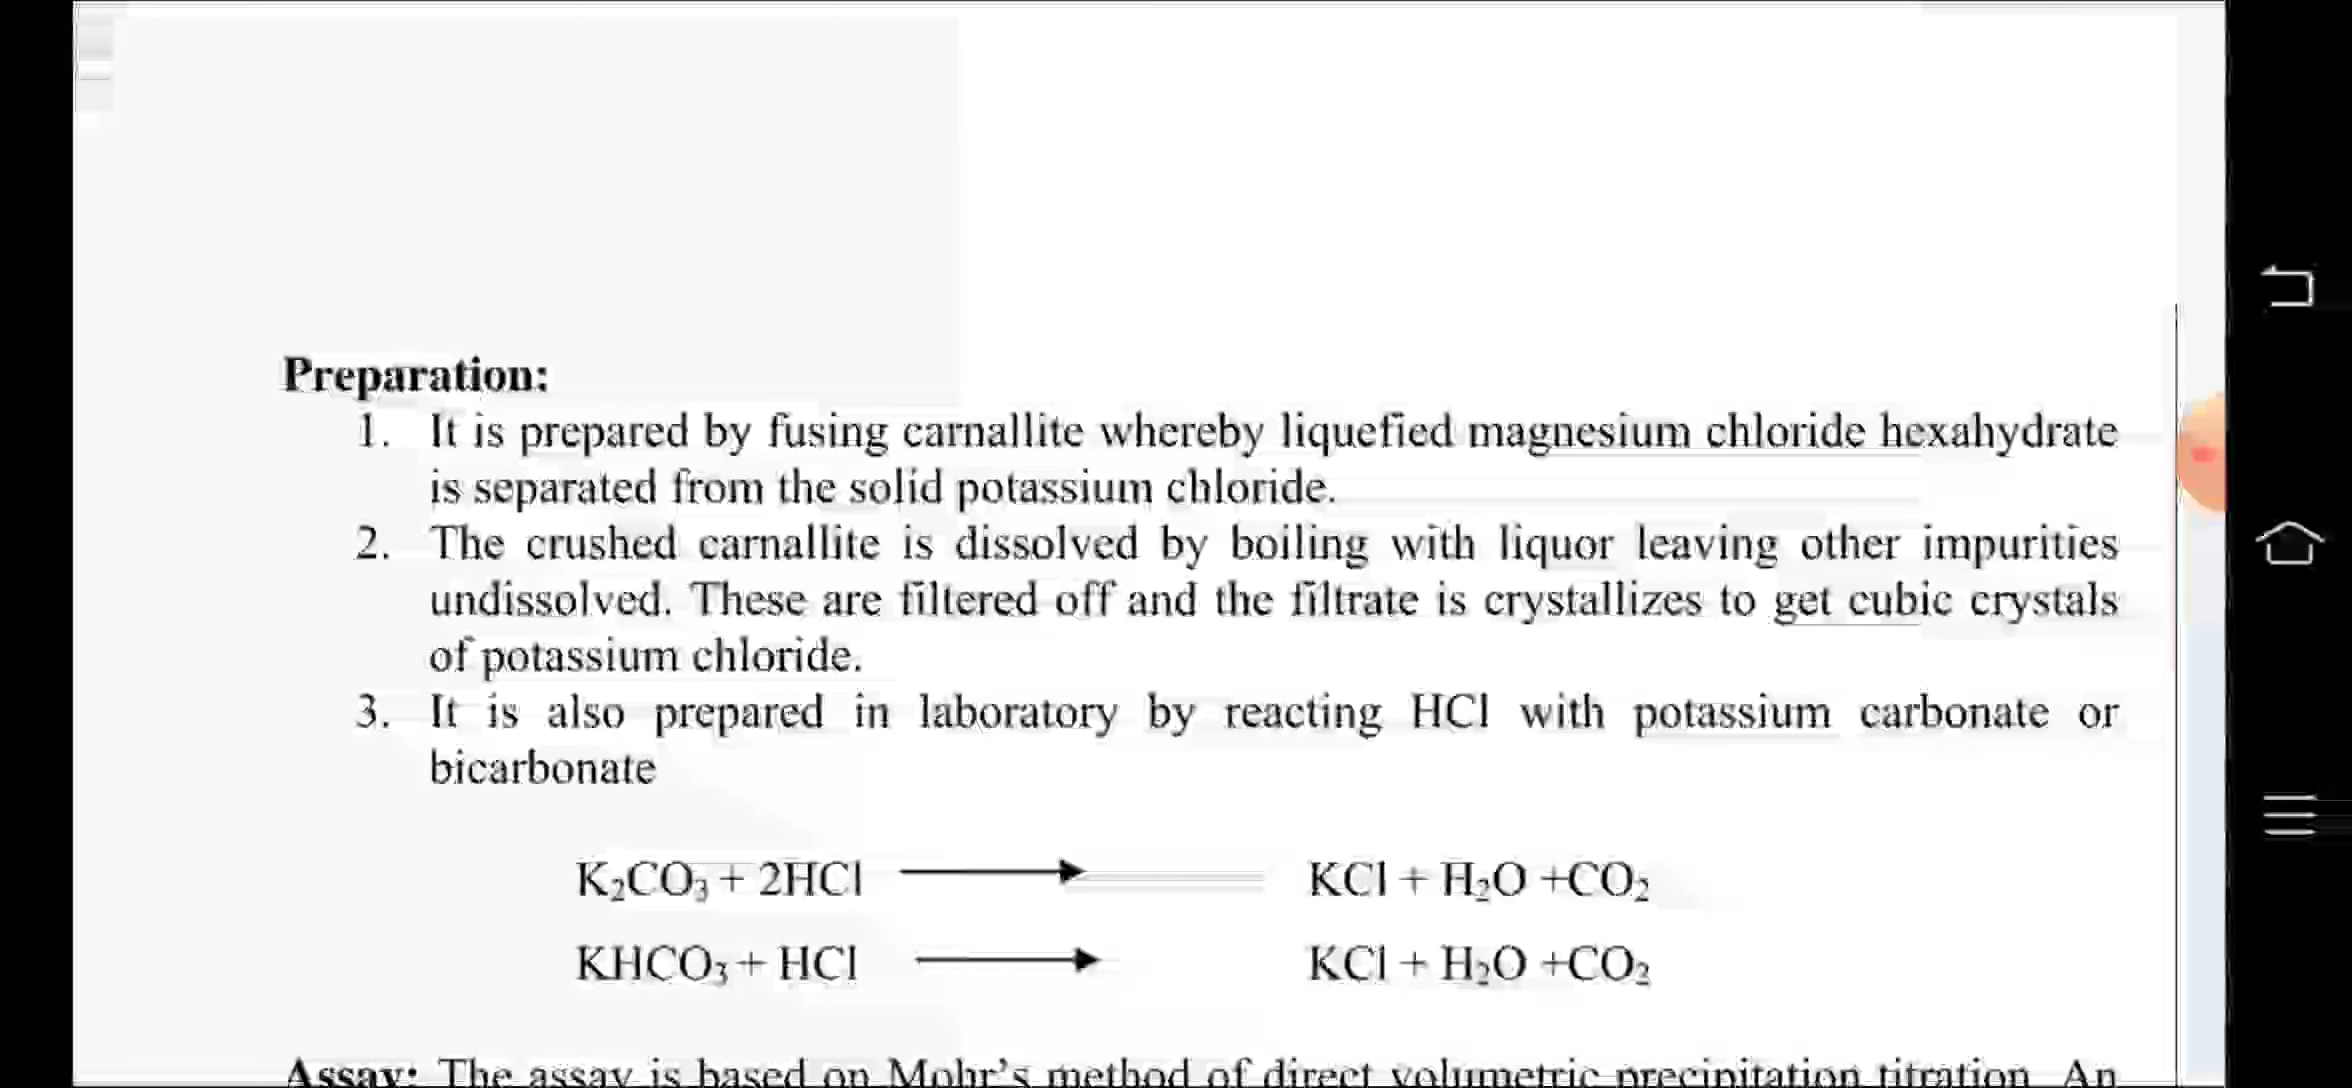 Preparation:
1. It is prepared by fusing carnallite whereby liquefied magnesium chloride hexahydrate
is separated from the solid potassium chloride.
2. The crushed carnallite is dissolved by boiling with liquor leaving other impurities
undissolved. These are filtered off and the filtrate is crystallizes to get cubic crystals
of potassium chloride.
3. It is also prepared in laboratory by reacting HCl with potassium carbonate or
bicarbonate
K₂CO₃ + 2HCl ⟶ KCl + H₂O +CO₂
KHCO₃ + HCl ⟶ KCl + H₂O +CO₂
Assay: The assay is based on Mohr's method of direct volumetric precipitation titration. An